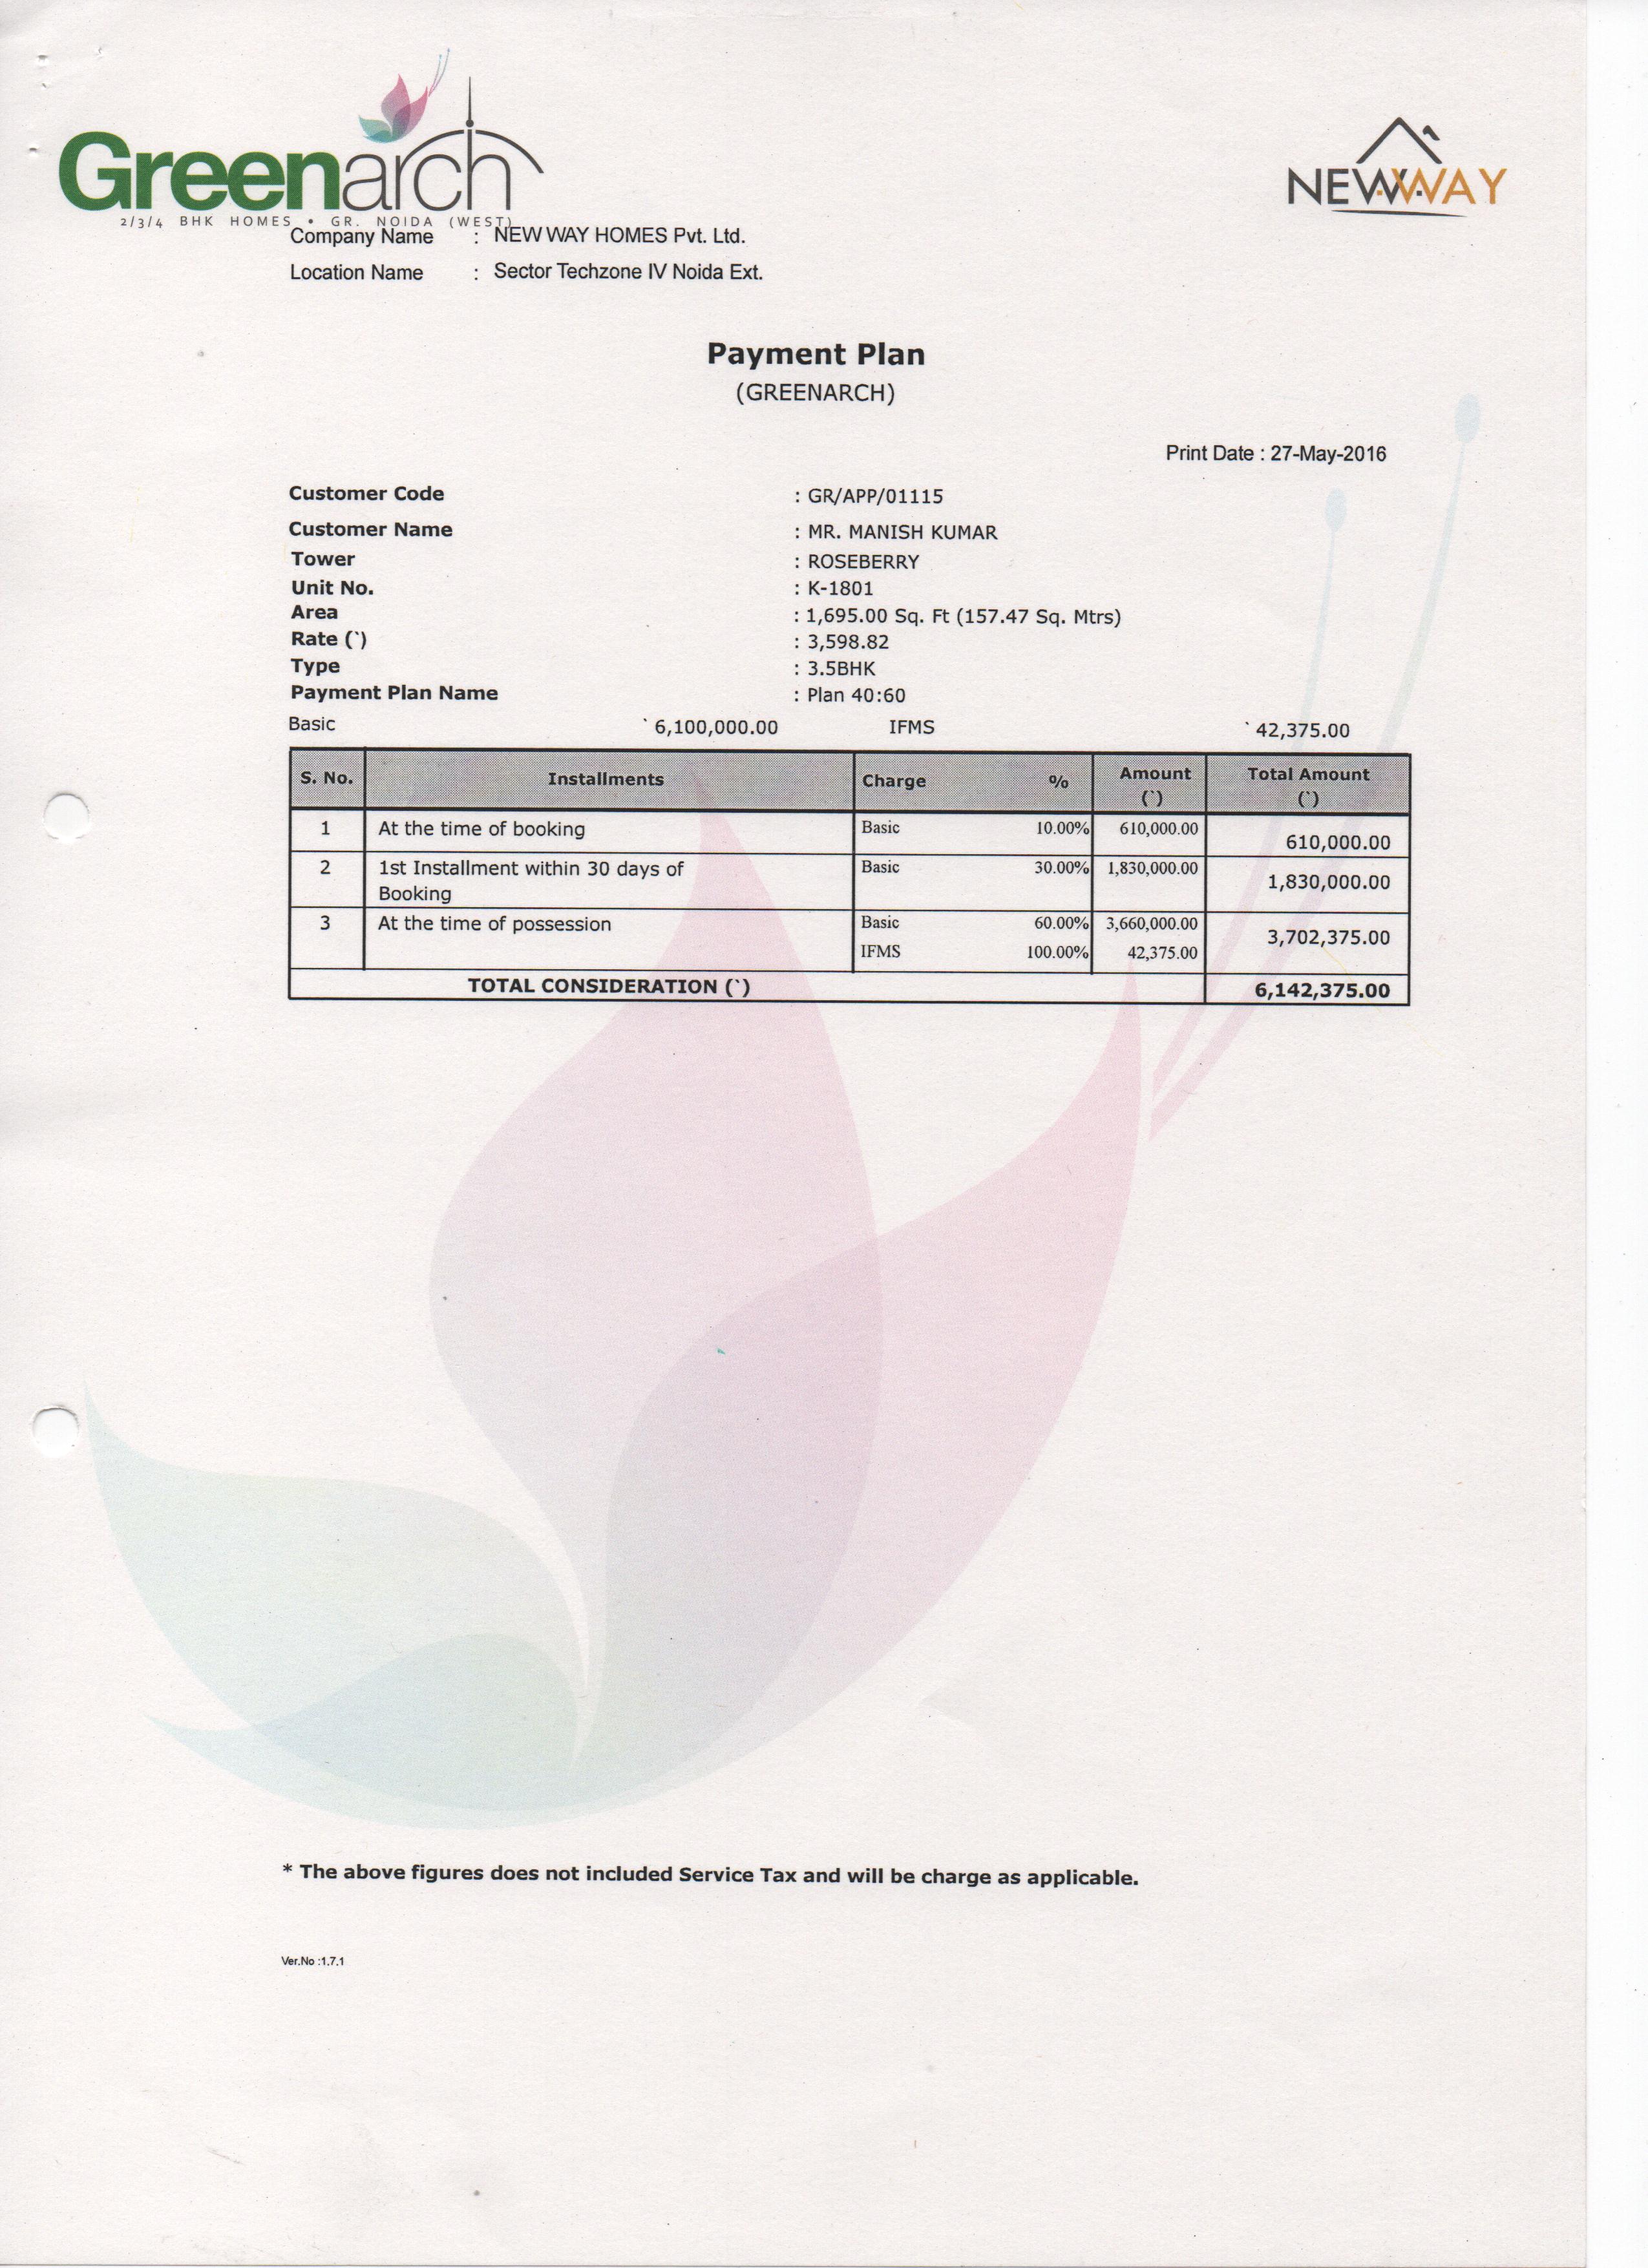 Greenarch
NEWWAY
2/3/4 BHK HOMES • GR. NOIDA (WEST)
Company Name : NEW WAY HOMES Pvt. Ltd.
Location Name : Sector Techzone IV Noida Ext.
Payment Plan
(GREENARCH)
Print Date : 27-May-2016
Customer Code : GR/APP/01115
Customer Name : MR. MANISH KUMAR
Tower : ROSEBERRY
Unit No. : K-1801
Area : 1,695.00 Sq. Ft (157.47 Sq. Mtrs)
Rate (`) : 3,598.82
Type : 3.5BHK
Payment Plan Name : Plan 40:60
Basic ` 6,100,000.00 IFMS ` 42,375.00
S. No. Installments Charge % Amount (`) Total Amount (`)
1 At the time of booking Basic 10.00% 610,000.00 610,000.00
2 1st Installment within 30 days of Basic 30.00% 1,830,000.00 1,830,000.00
Booking
3 At the time of possession Basic 60.00% 3,660,000.00 3,702,375.00
IFMS 100.00% 42,375.00
TOTAL CONSIDERATION (`) 6,142,375.00
* The above figures does not included Service Tax and will be charge as applicable.
Ver.No :1.7.1